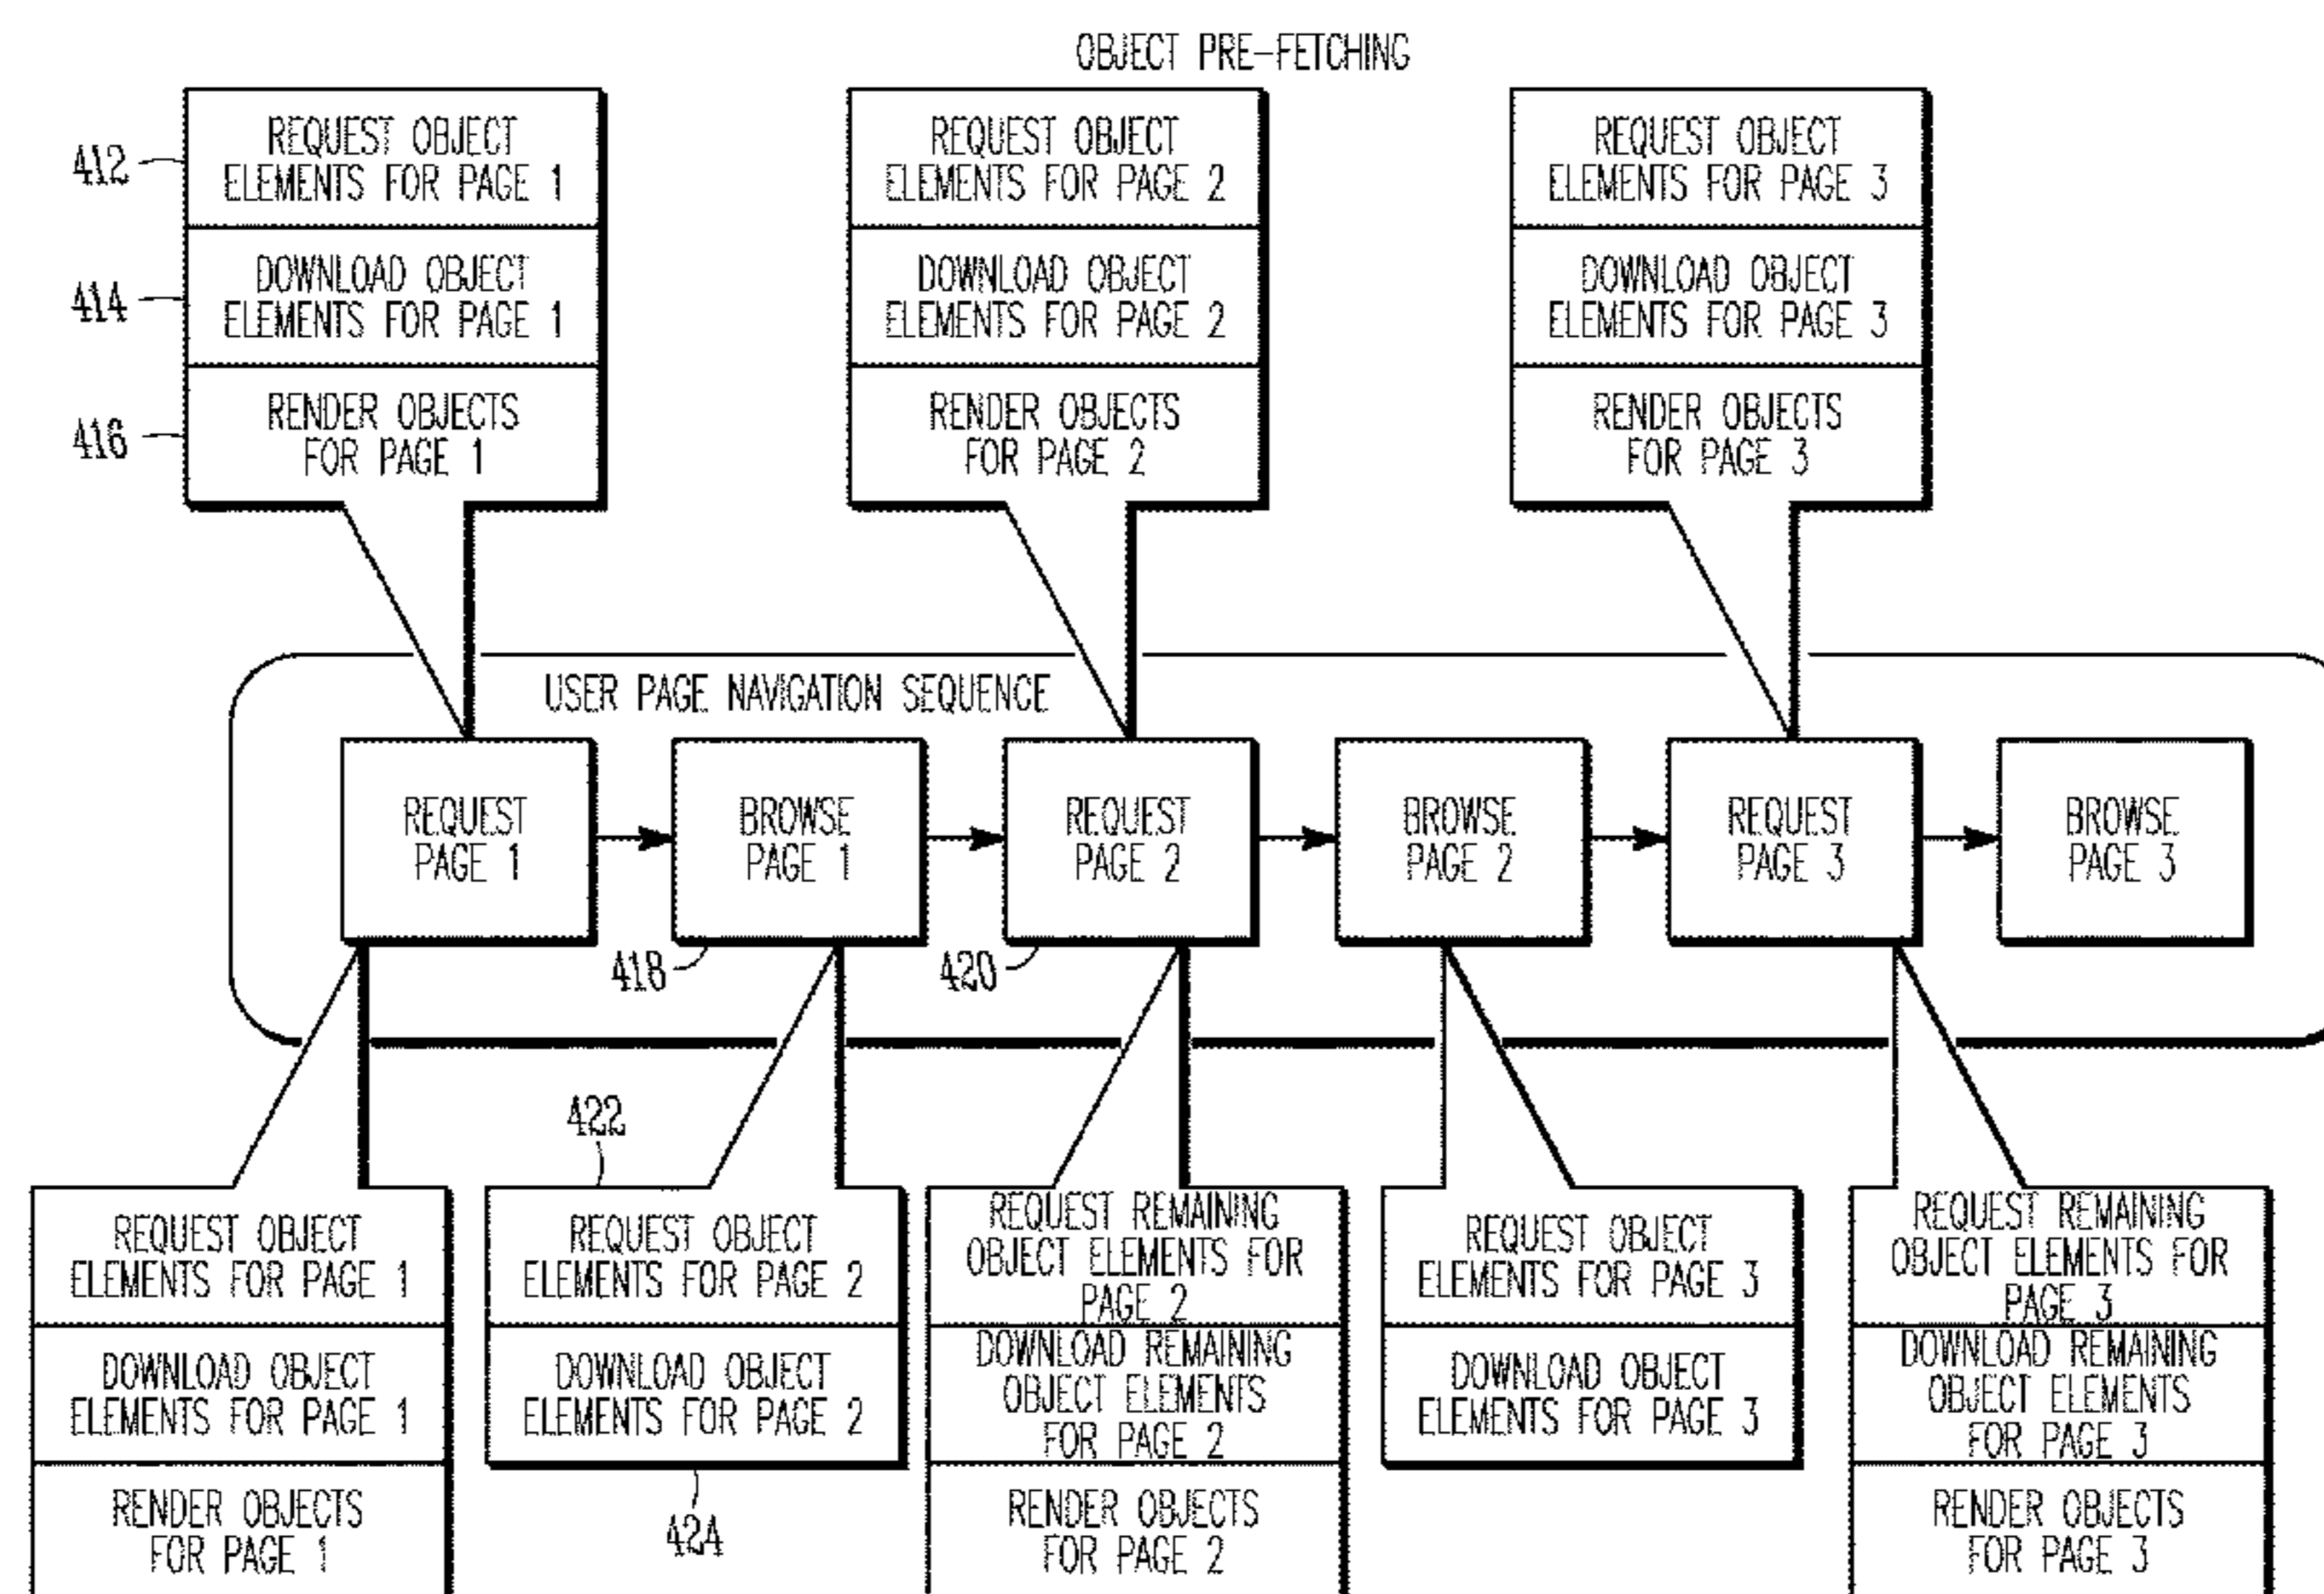 OBJECT PRE-FETCHING
412
REQUEST OBJECT
ELEMENTS FOR PAGE 1
414
DOWNLOAD OBJECT
ELEMENTS FOR PAGE 1
416
RENDER OBJECTS
FOR PAGE 1
REQUEST OBJECT
ELEMENTS FOR PAGE 2
DOWNLOAD OBJECT
ELEMENTS FOR PAGE 2
RENDER OBJECTS
FOR PAGE 2
REQUEST OBJECT
ELEMENTS FOR PAGE 3
DOWNLOAD OBJECT
ELEMENTS FOR PAGE 3
RENDER OBJECTS
FOR PAGE 3
USER PAGE NAVIGATION SEQUENCE
REQUEST
PAGE 1
BROWSE
PAGE 1
REQUEST
PAGE 2
BROWSE
PAGE 2
REQUEST
PAGE 3
BROWSE
PAGE 3
418
420
422
REQUEST OBJECT
ELEMENTS FOR PAGE 1
DOWNLOAD OBJECT
ELEMENTS FOR PAGE 1
RENDER OBJECTS
FOR PAGE 1
REQUEST OBJECT
ELEMENTS FOR PAGE 2
DOWNLOAD OBJECT
ELEMENTS FOR PAGE 2
424
REQUEST REMAINING
OBJECT ELEMENTS FOR
PAGE 2
DOWNLOAD REMAINING
OBJECT ELEMENTS
FOR PAGE 2
RENDER OBJECTS
FOR PAGE 2
REQUEST OBJECT
ELEMENTS FOR PAGE 3
DOWNLOAD OBJECT
ELEMENTS FOR PAGE 3
REQUEST REMAINING
OBJECT ELEMENTS FOR
PAGE 3
DOWNLOAD REMAINING
OBJECT ELEMENTS
FOR PAGE 3
RENDER OBJECTS
FOR PAGE 3